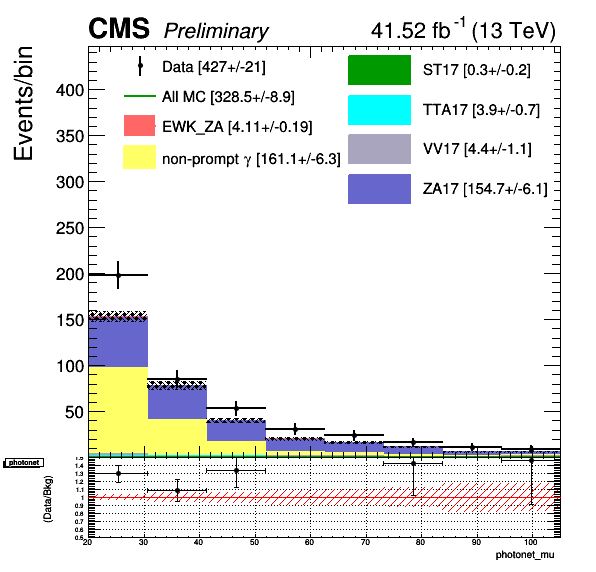 CMS Preliminary 41.52 fb⁻¹ (13 TeV)
Events/bin
Data [427+/-21]
All MC [328.5+/-8.9]
EWK_ZA [4.11+/-0.19]
non-prompt γ [161.1+/-6.3]
ST17 [0.3+/-0.2]
TTA17 [3.9+/-0.7]
VV17 [4.4+/-1.1]
ZA17 [154.7+/-6.1]
400
350
300
250
200
150
100
50
photonet
(Data/Bkg)
1.5
1.4
1.3
1.2
1.1
1
0.9
0.8
0.7
0.6
0.5
20 30 40 50 60 70 80 90 100
photonet_mu